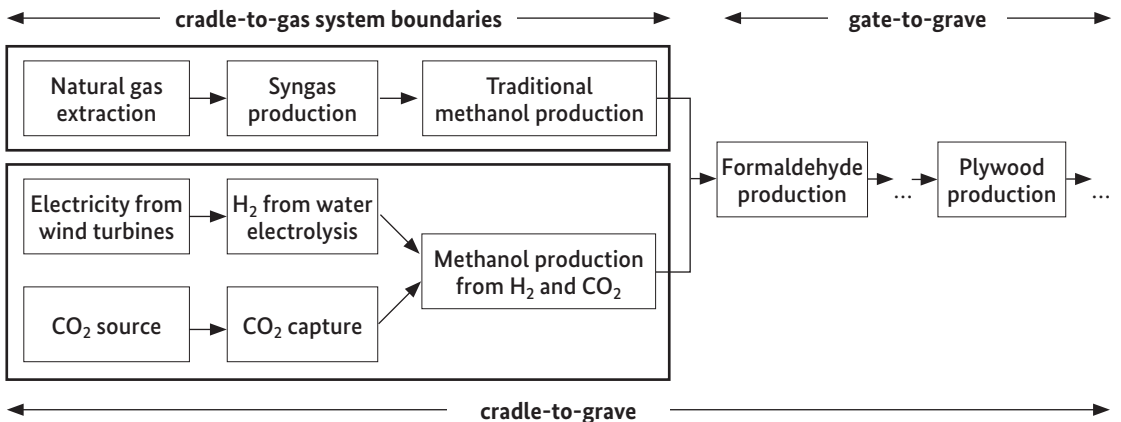 cradle-to-gas system boundaries
gate-to-grave
Natural gas
extraction
Syngas
production
Traditional
methanol production
Formaldehyde
production
...
Plywood
production
...
Electricity from
wind turbines
H₂ from water
electrolysis
Methanol production
from H₂ and CO₂
CO₂ source
CO₂ capture
cradle-to-grave